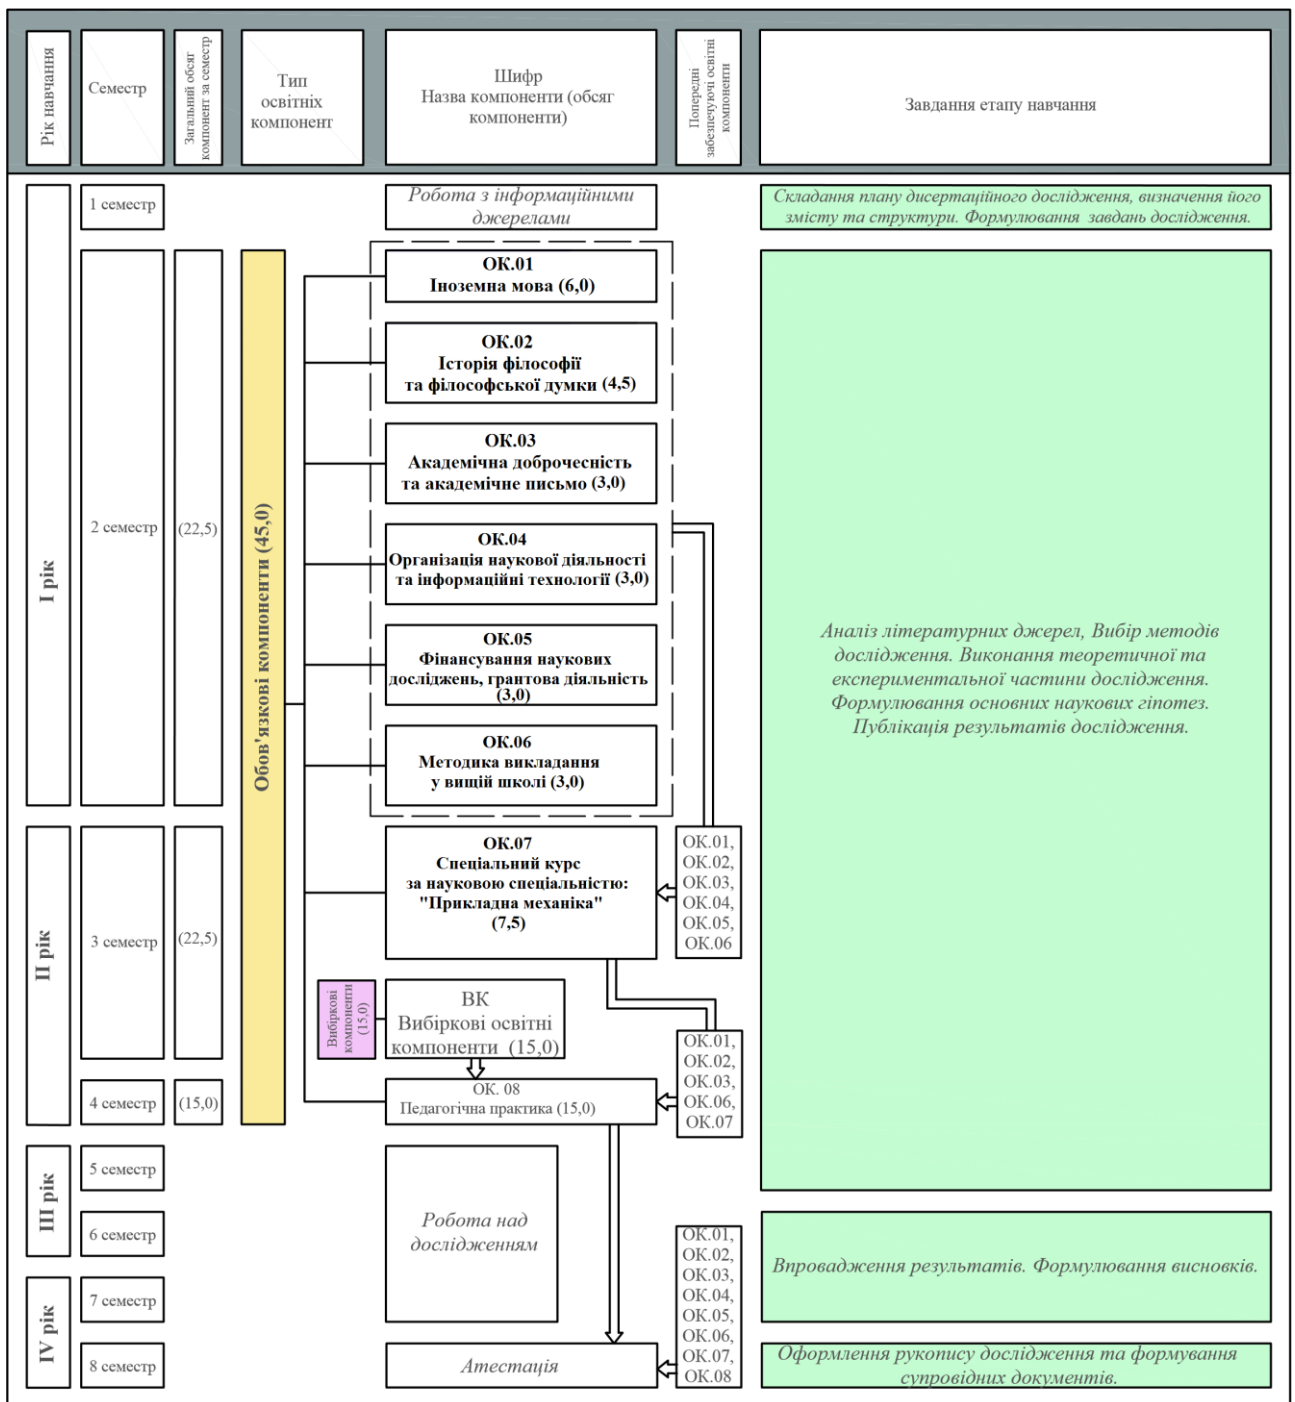 Рік навчання
Семестр
Загальний обсяг
компонент за семестр
Тип
освітніх
компонент
Шифр
Назва компоненти (обсяг
компоненти)
Попередні
забезпечуючі освітні
компоненти
Завдання етапу навчання
І рік
1 семестр
Робота з інформаційними
джерелами
Складання плану дисертаційного дослідження, визначення його
змісту та структури. Формулювання завдань дослідження.
2 семестр
(22,5)
Обов'язкові компоненти (45,0)
ОК.01
Іноземна мова (6,0)
ОК.02
Історія філософії
та філософської думки (4,5)
ОК.03
Академічна доброчесність
та академічне письмо (3,0)
ОК.04
Організація наукової діяльності
та інформаційні технології (3,0)
ОК.05
Фінансування наукових
досліджень, грантова діяльність
(3,0)
ОК.06
Методика викладання
у вищій школі (3,0)
Аналіз літературних джерел, Вибір методів
дослідження. Виконання теоретичної та
експериментальної частини дослідження.
Формулювання основних наукових гіпотез.
Публікація результатів дослідження.
ІІ рік
3 семестр
(22,5)
ОК.07
Спеціальний курс
за науковою спеціальністю:
"Прикладна механіка"
(7,5)
ОК.01,
ОК.02,
ОК.03,
ОК.04,
ОК.05,
ОК.06
Вибіркові
компоненти
(15,0)
ВК
Вибіркові освітні
компоненти (15,0)
4 семестр
(15,0)
ОК. 08
Педагогічна практика (15,0)
ОК.01,
ОК.02,
ОК.03,
ОК.06,
ОК.07
ІІІ рік
5 семестр
6 семестр
Робота над
дослідженням
Впровадження результатів. Формулювання висновків.
IV рік
7 семестр
8 семестр
Атестація
ОК.01,
ОК.02,
ОК.03,
ОК.04,
ОК.05,
ОК.06,
ОК.07,
ОК.08
Оформлення рукопису дослідження та формування
супровідних документів.